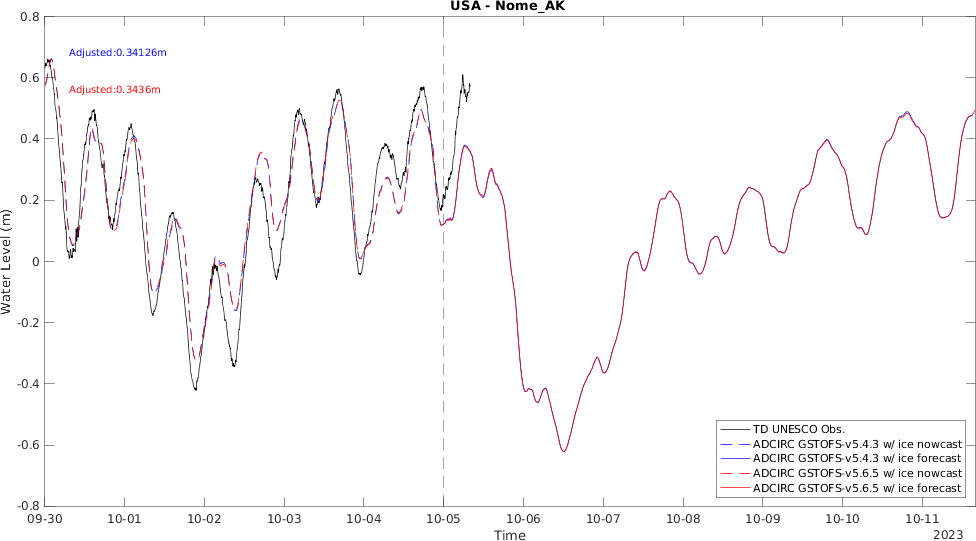 USA - Nome_AK
0.8
0.6
0.4
0.2
0
-0.2
-0.4
-0.6
-0.8
Water Level (m)
Adjusted:0.34126m
Adjusted:0.3436m
TD UNESCO Obs.
ADCIRC GSTOFS-v5.4.3 w/ ice nowcast
ADCIRC GSTOFS-v5.4.3 w/ ice forecast
ADCIRC GSTOFS-v5.6.5 w/ ice nowcast
ADCIRC GSTOFS-v5.6.5 w/ ice forecast
09-30 10-01 10-02 10-03 10-04 10-05 10-06 10-07 10-08 10-09 10-10 10-11
Time
2023